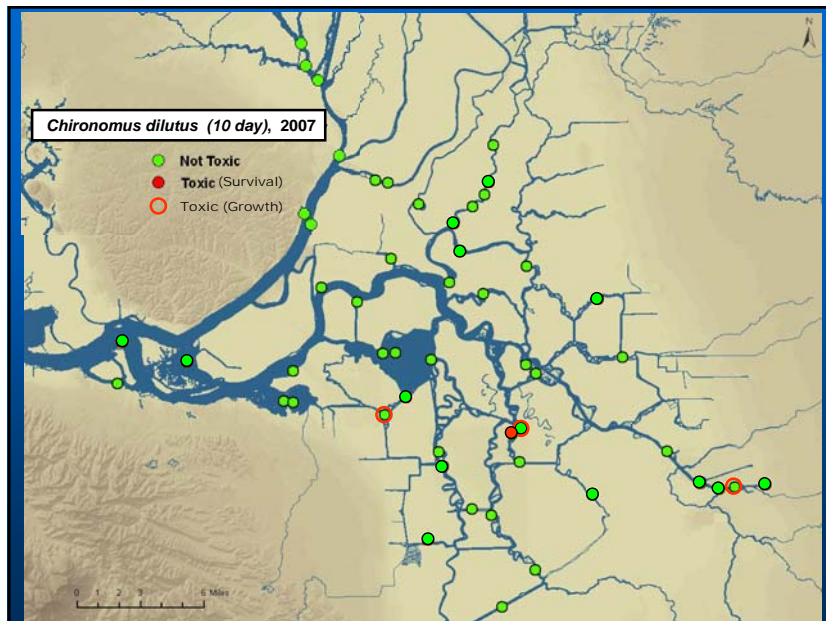 N
Chironomus dilutus (10 day), 2007
Not Toxic
Toxic (Survival)
Toxic (Growth)
0 1 2 3 6 Miles